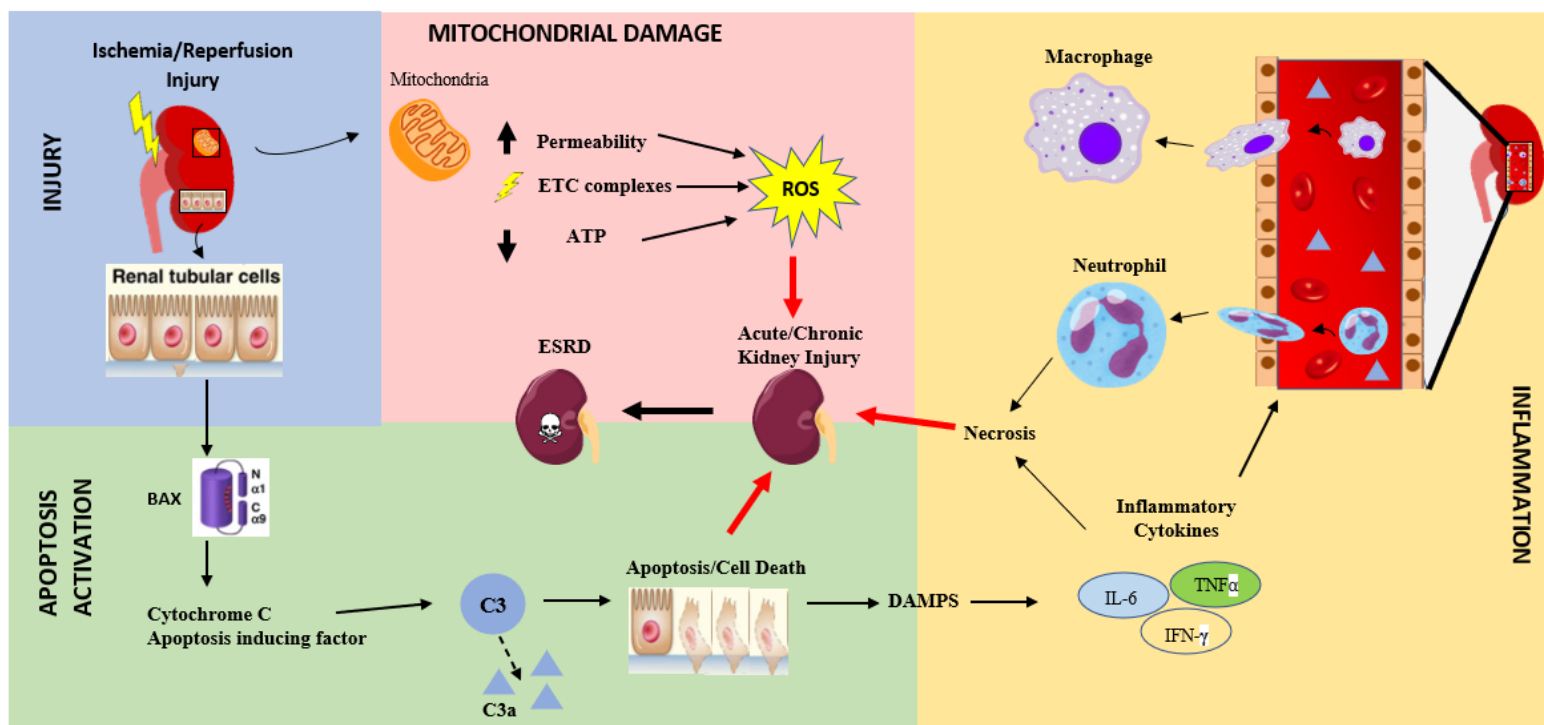 INJURY
Ischemia/Reperfusion
Injury
Renal tubular cells
MITOCHONDRIAL DAMAGE
Mitochondria
Permeability
ETC complexes
ATP
ROS
Acute/Chronic
Kidney Injury
ESRD
APOPTOSIS
ACTIVATION
BAX
N
α1
C
α9
Cytochrome C
Apoptosis inducing factor
C3
C3a
Apoptosis/Cell Death
DAMPS
INFLAMMATION
Macrophage
Neutrophil
Necrosis
Inflammatory
Cytokines
IL-6
TNFα
IFN-γ